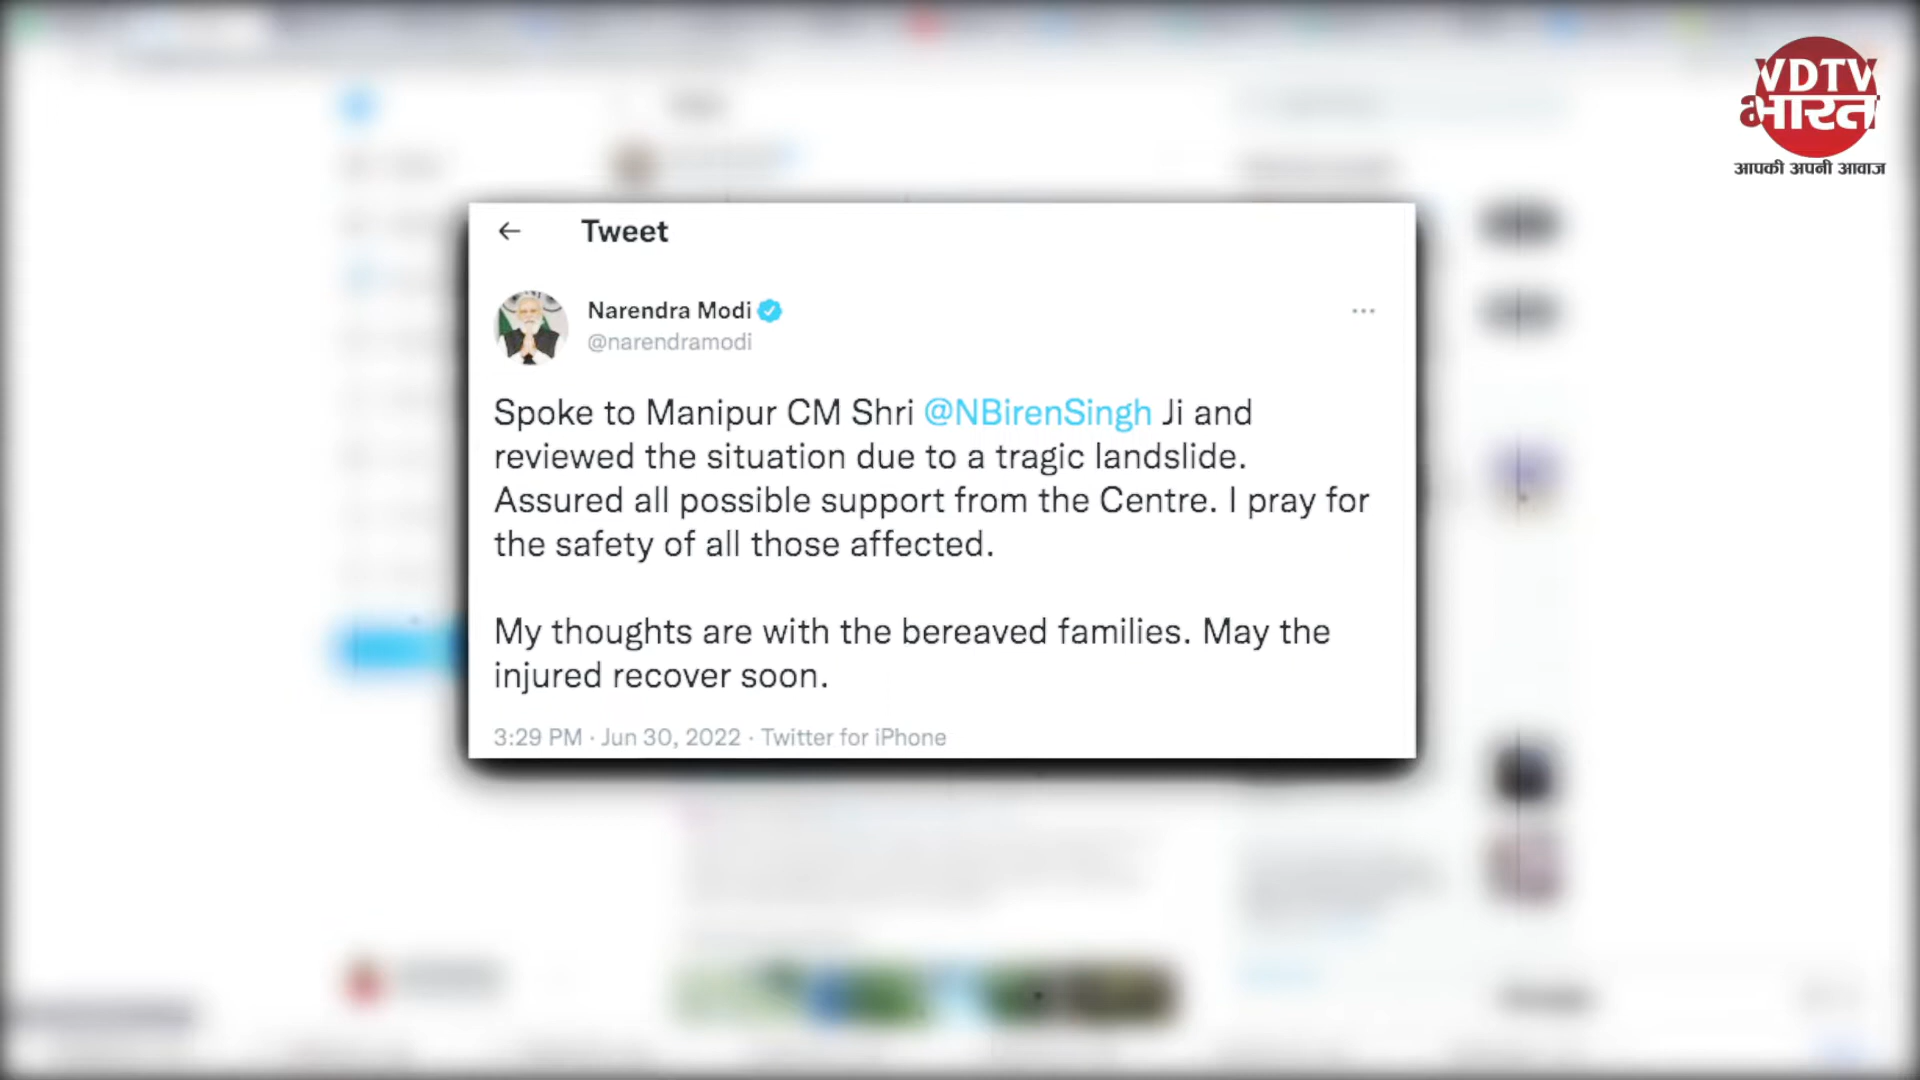 VDTV
भारत
आपकी अपनी आवाज
Tweet
Narendra Modi
@narendramodi
Spoke to Manipur CM Shri @NBirenSingh Ji and
reviewed the situation due to a tragic landslide.
Assured all possible support from the Centre. I pray for
the safety of all those affected.
My thoughts are with the bereaved families. May the
injured recover soon.
3:29 PM · Jun 30, 2022 · Twitter for iPhone